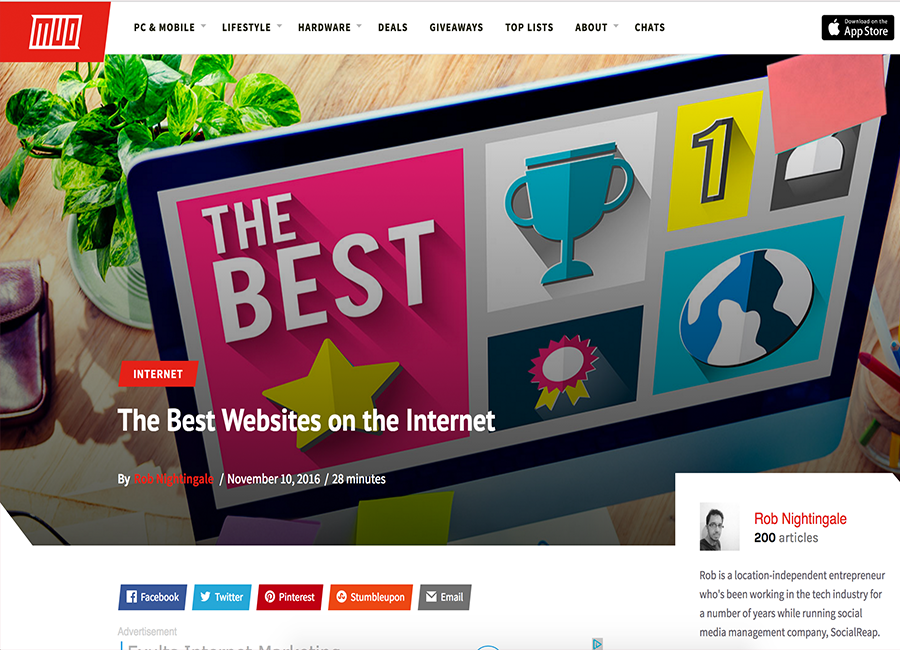 MUO
PC & MOBILE LIFESTYLE HARDWARE DEALS GIVEAWAYS TOP LISTS ABOUT CHATS
Download on the
App Store
THE
BEST
1
INTERNET
The Best Websites on the Internet
By Rob Nightingale / November 10, 2016 / 28 minutes
Rob Nightingale
200 articles
Rob is a location-independent entrepreneur
who's been working in the tech industry for
a number of years while running social
media management company, SocialReap.
Facebook Twitter Pinterest Stumbleupon Email
Advertisement